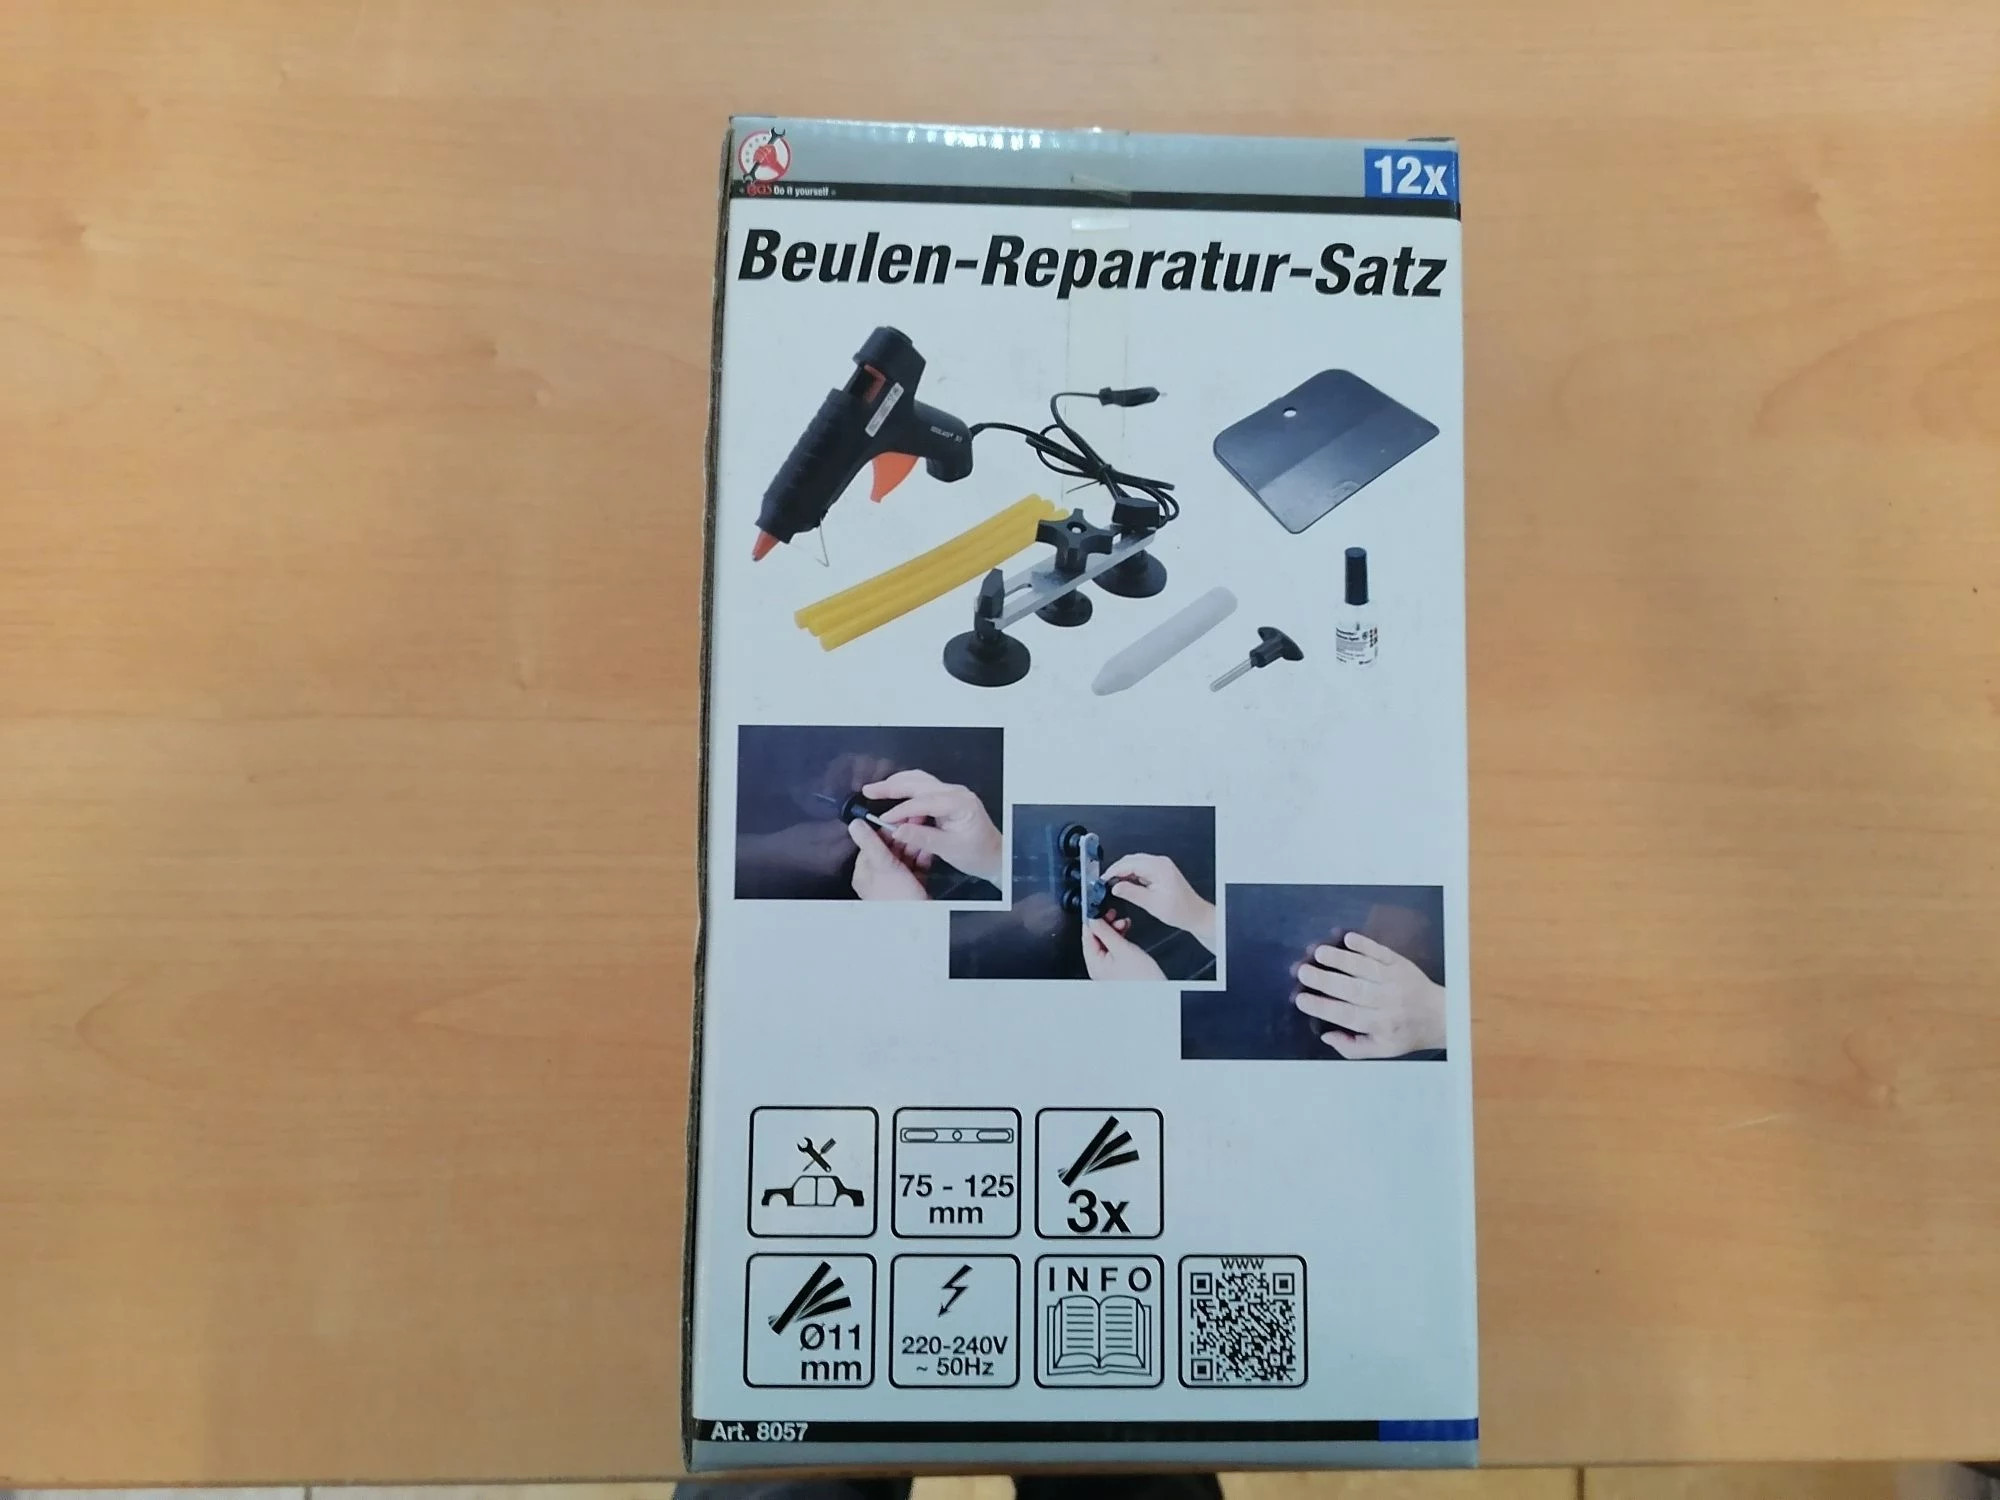 BGS Do it yourself
12x
Beulen-Reparatur-Satz
75 - 125
mm
3x
Ø11
mm
220-240V
~ 50Hz
INFO
WWW
Art. 8057